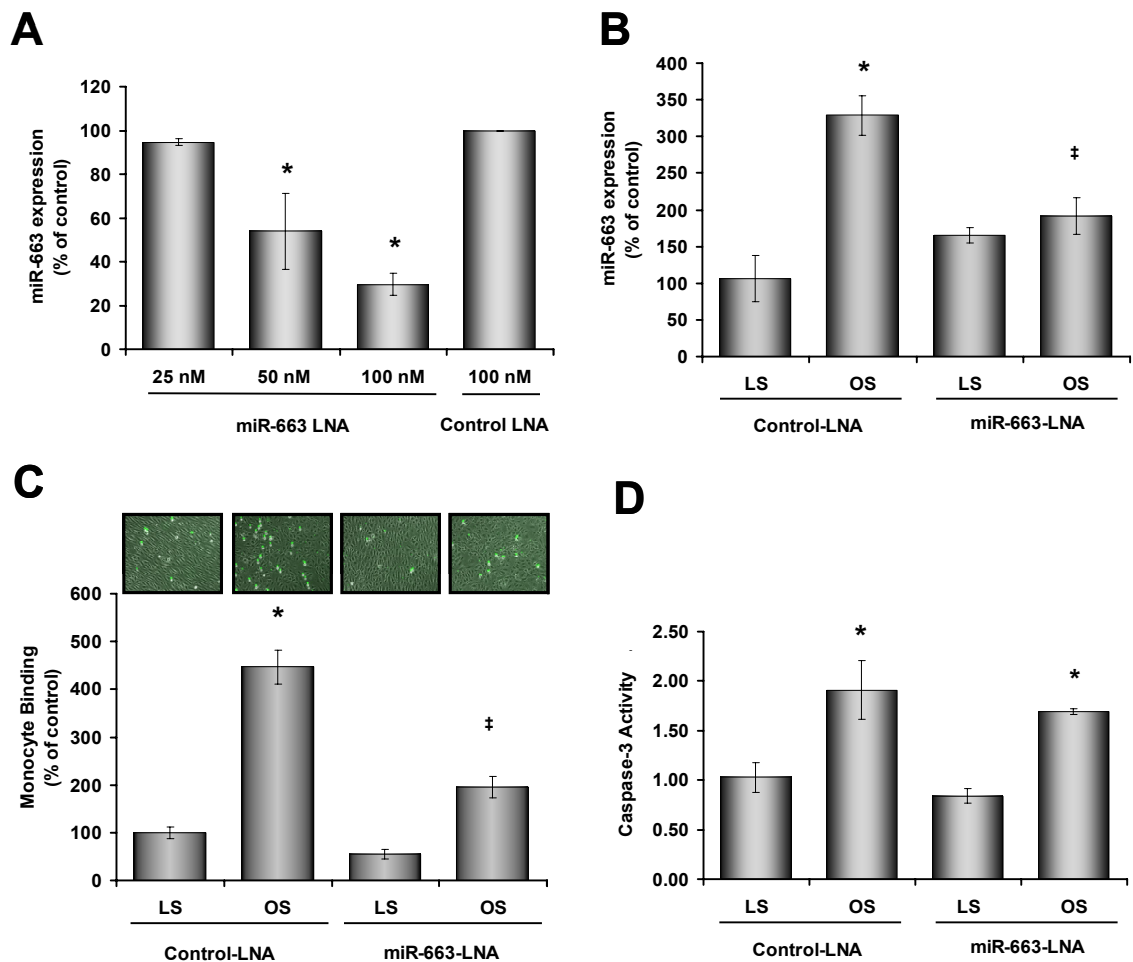 A
miR-663 expression
(% of control)
120
100
80
60
40
20
0
*
*
25 nM 50 nM 100 nM 100 nM
miR-663 LNA Control LNA
B
miR-663 expression
(% of control)
400
350
300
250
200
150
100
50
0
*
‡
LS OS LS OS
Control-LNA miR-663-LNA
C
Monocyte Binding
(% of control)
600
500
400
300
200
100
0
*
‡
LS OS LS OS
Control-LNA miR-663-LNA
D
Caspase-3 Activity
2.50
2.00
1.50
1.00
0.50
0.00
*
*
LS OS LS OS
Control-LNA miR-663-LNA